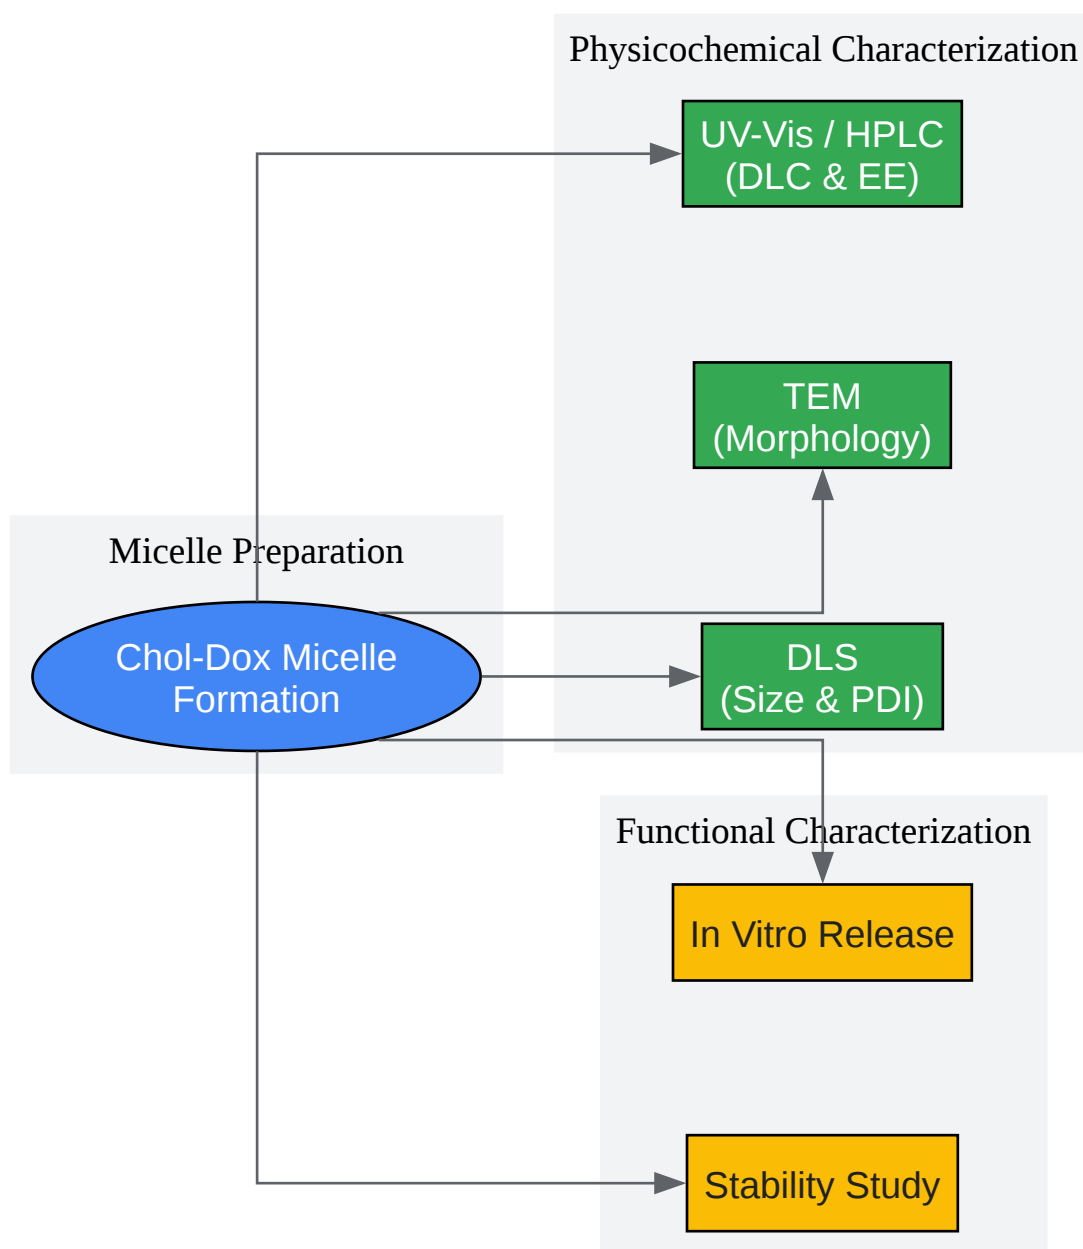 Physicochemical Characterization
UV-Vis / HPLC
(DLC & EE)
TEM
(Morphology)
Micelle Preparation
Chol-Dox Micelle
Formation
DLS
(Size & PDI)
Functional Characterization
In Vitro Release
Stability Study